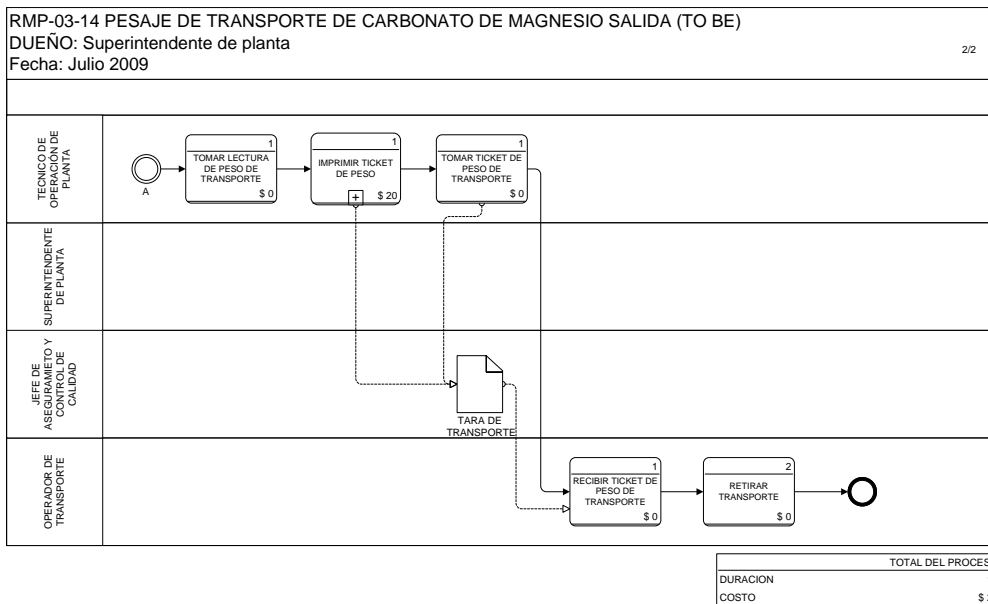 RMP-03-14 PESAJE DE TRANSPORTE DE CARBONATO DE MAGNESIO SALIDA (TO BE)
DUEÑO: Superintendente de planta
Fecha: Julio 2009
2/2
TECNICO DE
OPERACIÓN DE
PLANTA
A
1
TOMAR LECTURA
DE PESO DE
TRANSPORTE
$ 0
1
IMPRIMIR TICKET
DE PESO
+
$ 20
1
TOMAR TICKET DE
PESO DE
TRANSPORTE
$ 0
SUPERINTENDENTE
DE PLANTA
JEFE DE
ASEGURAMIETO Y
CONTROL DE
CALIDAD
TARA DE
TRANSPORTE
OPERADOR DE
TRANSPORTE
1
RECIBIR TICKET DE
PESO DE
TRANSPORTE
$ 0
2
RETIRAR
TRANSPORTE
$ 0
TOTAL DEL PROCES
DURACION
COSTO
$